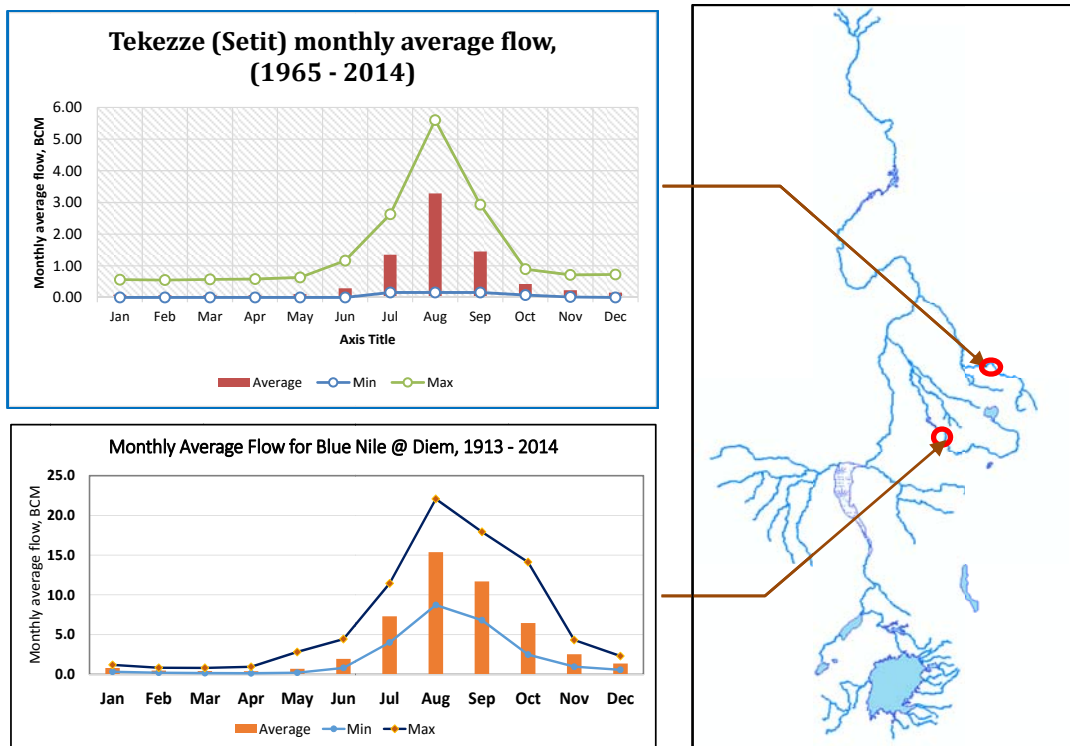 Tekezze (Setit) monthly average flow,
(1965 - 2014)
Monthly average flow, BCM
6.00
5.00
4.00
3.00
2.00
1.00
0.00
Jan Feb Mar Apr May Jun Jul Aug Sep Oct Nov Dec
Axis Title
Average Min Max
Monthly Average Flow for Blue Nile @ Diem, 1913 - 2014
Monthly average flow, BCM
25.0
20.0
15.0
10.0
5.0
0.0
Jan Feb Mar Apr May Jun Jul Aug Sep Oct Nov Dec
Average Min Max